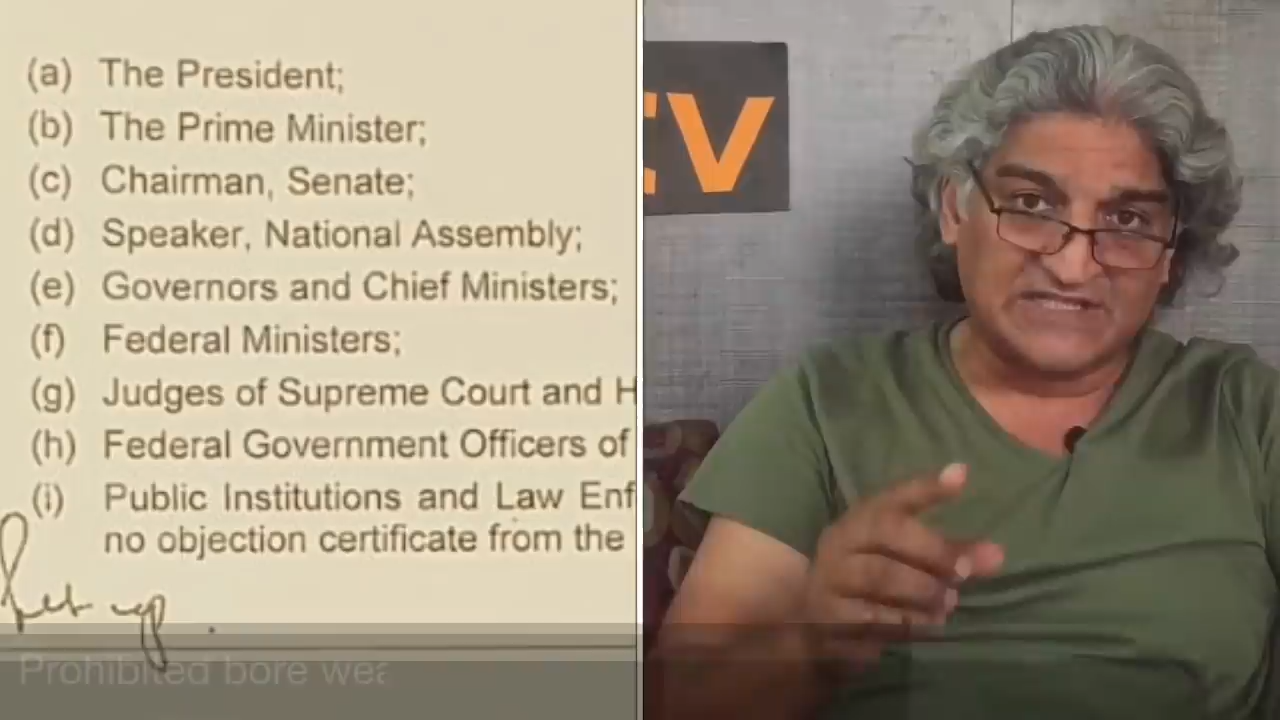 (a) The President;
(b) The Prime Minister;
(c) Chairman, Senate;
(d) Speaker, National Assembly;
(e) Governors and Chief Ministers;
(f) Federal Ministers;
(g) Judges of Supreme Court and H
(h) Federal Government Officers of
(i) Public Institutions and Law Enf
no objection certificate from the
Prohibited bore wea
V